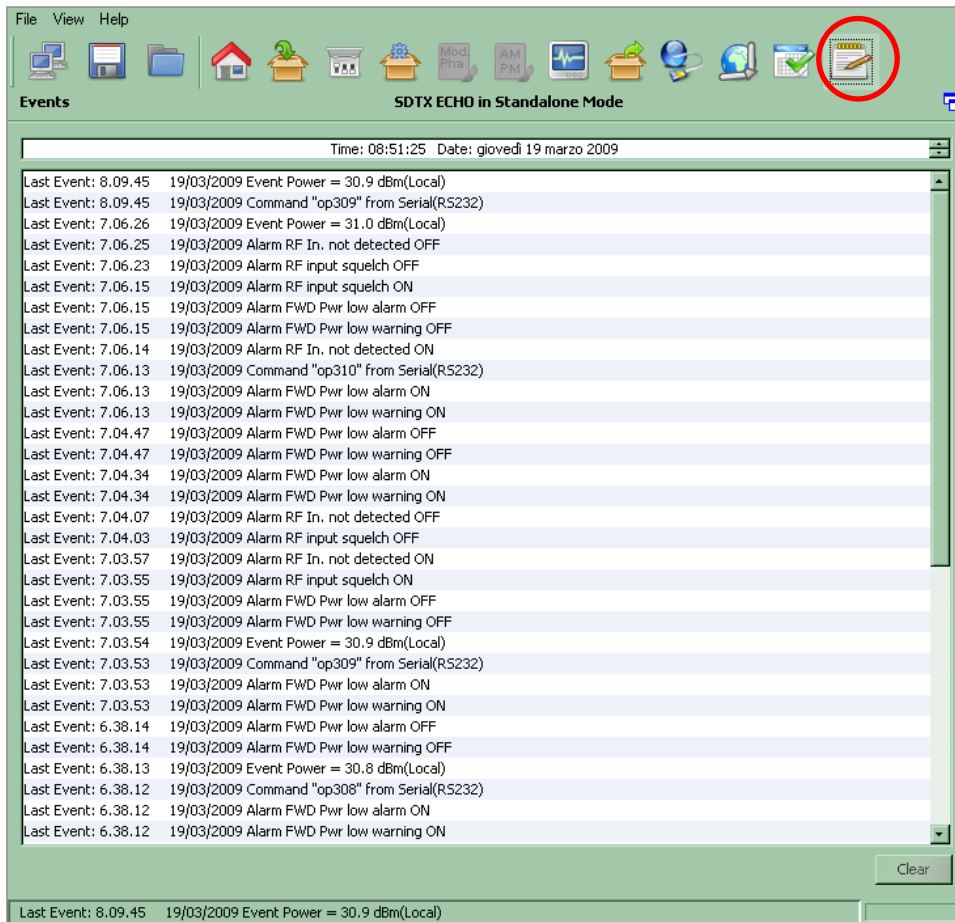 File View Help
Mod. Pha.
AM PM
Events SDTX ECHO in Standalone Mode
Time: 08:51:25 Date: giovedì 19 marzo 2009
Last Event: 8.09.45 19/03/2009 Event Power = 30.9 dBm(Local)
Last Event: 8.09.45 19/03/2009 Command "op309" from Serial(RS232)
Last Event: 7.06.26 19/03/2009 Event Power = 31.0 dBm(Local)
Last Event: 7.06.25 19/03/2009 Alarm RF In. not detected OFF
Last Event: 7.06.23 19/03/2009 Alarm RF input squelch OFF
Last Event: 7.06.15 19/03/2009 Alarm RF input squelch ON
Last Event: 7.06.15 19/03/2009 Alarm FWD Pwr low alarm OFF
Last Event: 7.06.15 19/03/2009 Alarm FWD Pwr low warning OFF
Last Event: 7.06.14 19/03/2009 Alarm RF In. not detected ON
Last Event: 7.06.13 19/03/2009 Command "op310" from Serial(RS232)
Last Event: 7.06.13 19/03/2009 Alarm FWD Pwr low alarm ON
Last Event: 7.06.13 19/03/2009 Alarm FWD Pwr low warning ON
Last Event: 7.04.47 19/03/2009 Alarm FWD Pwr low alarm OFF
Last Event: 7.04.47 19/03/2009 Alarm FWD Pwr low warning OFF
Last Event: 7.04.34 19/03/2009 Alarm FWD Pwr low alarm ON
Last Event: 7.04.34 19/03/2009 Alarm FWD Pwr low warning ON
Last Event: 7.04.07 19/03/2009 Alarm RF In. not detected OFF
Last Event: 7.04.03 19/03/2009 Alarm RF input squelch OFF
Last Event: 7.03.57 19/03/2009 Alarm RF In. not detected ON
Last Event: 7.03.55 19/03/2009 Alarm RF input squelch ON
Last Event: 7.03.55 19/03/2009 Alarm FWD Pwr low alarm OFF
Last Event: 7.03.55 19/03/2009 Alarm FWD Pwr low warning OFF
Last Event: 7.03.54 19/03/2009 Event Power = 30.9 dBm(Local)
Last Event: 7.03.53 19/03/2009 Command "op309" from Serial(RS232)
Last Event: 7.03.53 19/03/2009 Alarm FWD Pwr low alarm ON
Last Event: 7.03.53 19/03/2009 Alarm FWD Pwr low warning ON
Last Event: 6.38.14 19/03/2009 Alarm FWD Pwr low alarm OFF
Last Event: 6.38.14 19/03/2009 Alarm FWD Pwr low warning OFF
Last Event: 6.38.13 19/03/2009 Event Power = 30.8 dBm(Local)
Last Event: 6.38.12 19/03/2009 Command "op308" from Serial(RS232)
Last Event: 6.38.12 19/03/2009 Alarm FWD Pwr low alarm ON
Last Event: 6.38.12 19/03/2009 Alarm FWD Pwr low warning ON
Clear
Last Event: 8.09.45 19/03/2009 Event Power = 30.9 dBm(Local)